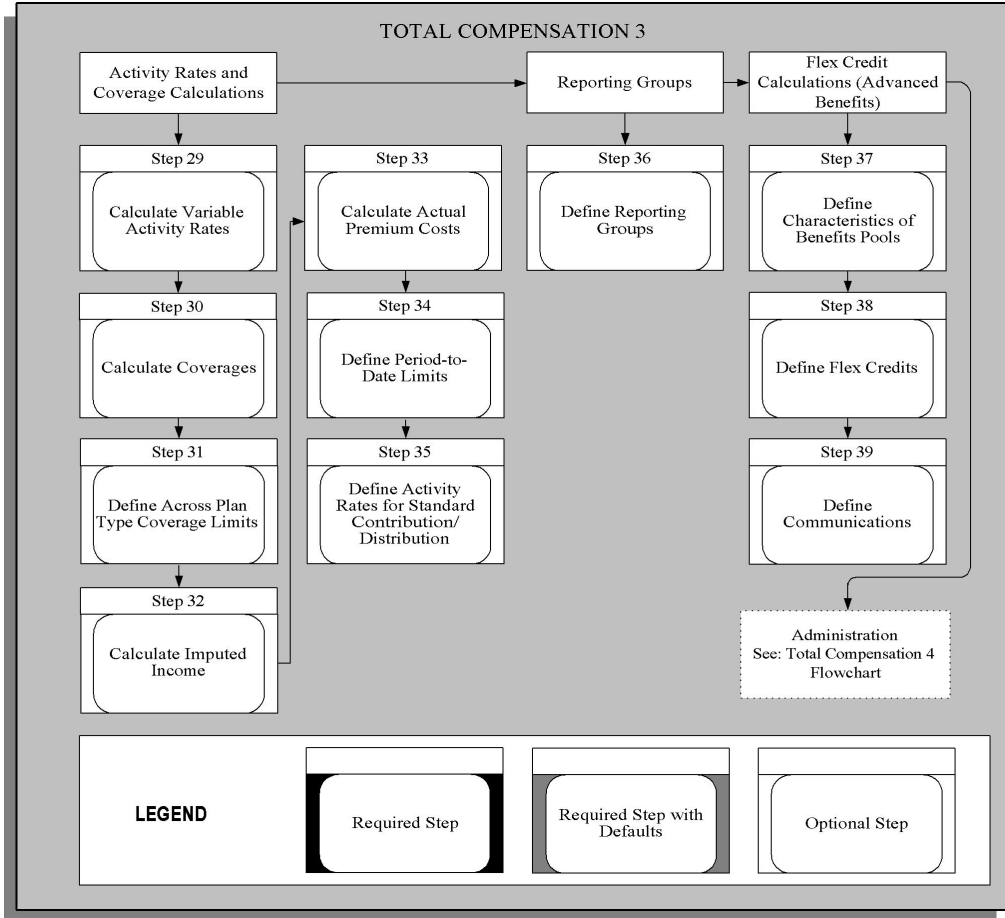 TOTAL COMPENSATION 3
Activity Rates and
Coverage Calculations
Reporting Groups
Flex Credit
Calculations (Advanced
Benefits)
Step 29
Calculate Variable
Activity Rates
Step 30
Calculate Coverages
Step 31
Define Across Plan
Type Coverage Limits
Step 32
Calculate Imputed
Income
Step 33
Calculate Actual
Premium Costs
Step 34
Define Period-to-
Date Limits
Step 35
Define Activity
Rates for Standard
Contribution/
Distribution
Step 36
Define Reporting
Groups
Step 37
Define
Characteristics of
Benefits Pools
Step 38
Define Flex Credits
Step 39
Define
Communications
Administration
See: Total Compensation 4
Flowchart
LEGEND
Required Step
Required Step with
Defaults
Optional Step